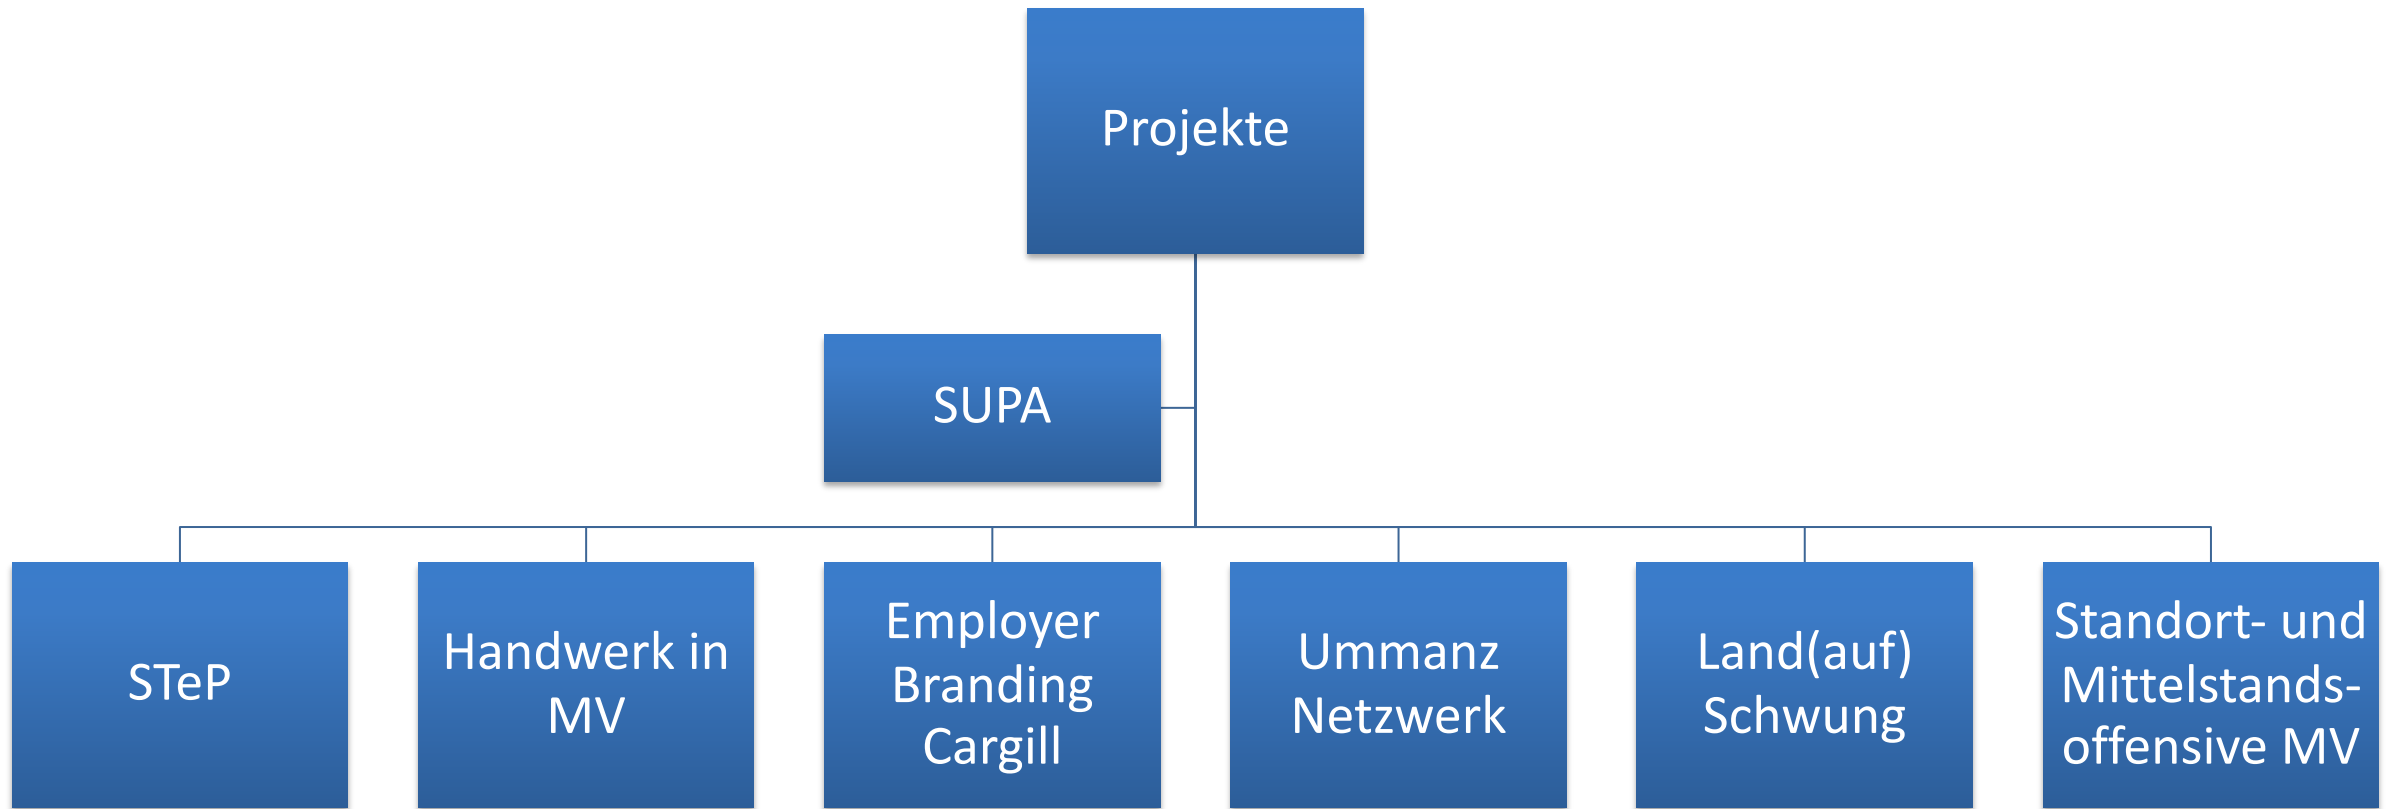 Projekte
SUPA
STeP
Handwerk in
MV
Employer
Branding
Cargill
Ummanz
Netzwerk
Land(auf)
Schwung
Standort- und
Mittelstands-
offensive MV